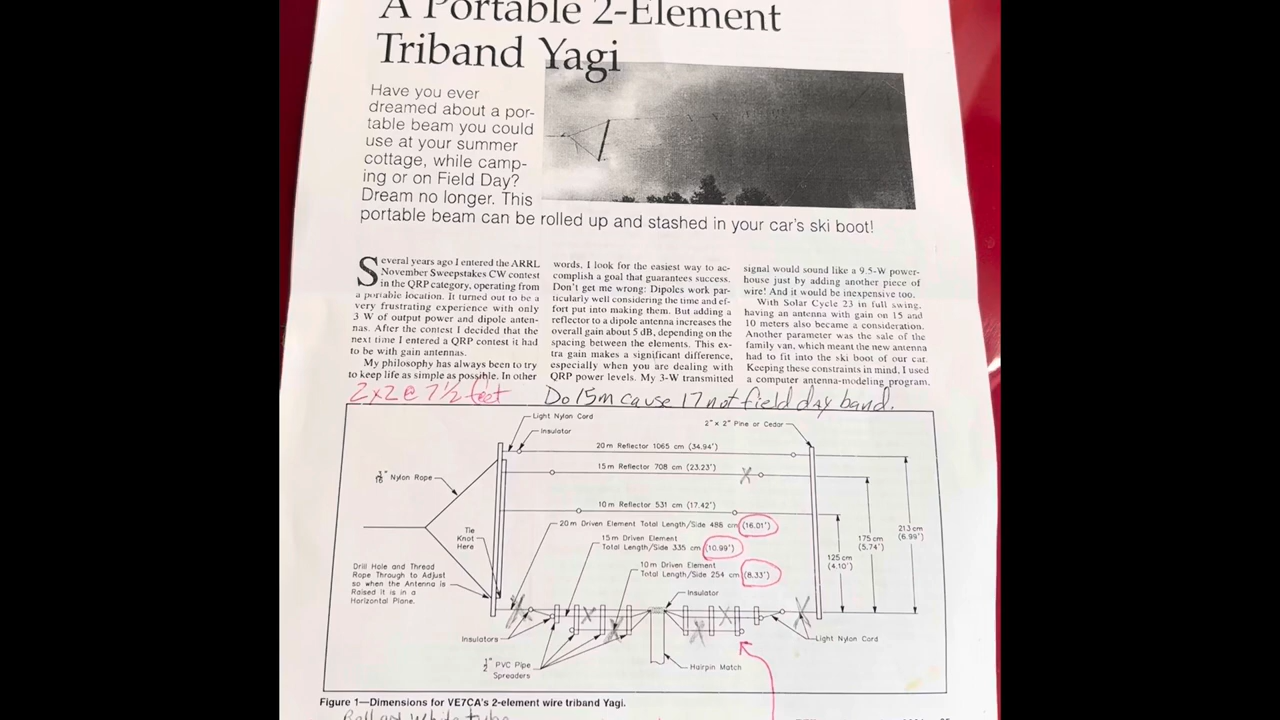 A Portable 2-Element
Triband Yagi
Have you ever
dreamed about a por-
table beam you could
use at your summer
cottage, while camp-
ing or on Field Day?
Dream no longer. This
portable beam can be rolled up and stashed in your car's ski boot!
Several years ago I entered the ARRL
November Sweepstakes CW contest
in the QRP category, operating from
a portable location. It turned out to be a
very frustrating experience with only
3 W of output power and dipole anten-
nas. After the contest I decided that the
next time I entered a QRP contest it had
to be with gain antennas.
My philosophy has always been to try
to keep life as simple as possible. In other
words, I look for the easiest way to ac-
complish a goal that guarantees success.
Don't get me wrong: Dipoles work par-
ticularly well considering the time and ef-
fort put into making them. But adding a
reflector to a dipole antenna increases the
overall gain about 5 dB, depending on the
spacing between the elements. This ex-
tra gain makes a significant difference,
especially when you are dealing with
QRP power levels. My 3-W transmitted
signal would sound like a 9.5-W power-
house just by adding another piece of
wire! And it would be inexpensive too.
With Solar Cycle 23 in full swing,
having an antenna with gain on 15 and
10 meters also became a consideration.
Another parameter was the sale of the
family van, which meant the new antenna
had to fit into the ski boot of our car.
Keeping these constraints in mind, I used
a computer antenna-modeling program,
2x2 @ 7 1/2 feet
Do 15m cause 17 not field day band.
Light Nylon Cord
Insulator
2" x 2" Pine or Cedar
20 m Reflector 1065 cm (34.94')
15 m Reflector 708 cm (23.23')
3/16" Nylon Rope
10 m Reflector 531 cm (17.42')
20 m Driven Element Total Length/Side 488 cm (16.01')
15 m Driven Element
Total Length/Side 335 cm (10.99')
10 m Driven Element
Total Length/Side 254 cm (8.33')
Tie
Knot
Here
125 cm
(4.10')
175 cm
(5.74')
213 cm
(6.99')
Drill Hole and Thread
Rope Through to Adjust
so when the Antenna is
Raised it is in a
Horizontal Plane.
Insulator
Insulators
Light Nylon Cord
1/2" PVC Pipe
Spreaders
Hairpin Match
Figure 1—Dimensions for VE7CA's 2-element wire triband Yagi.